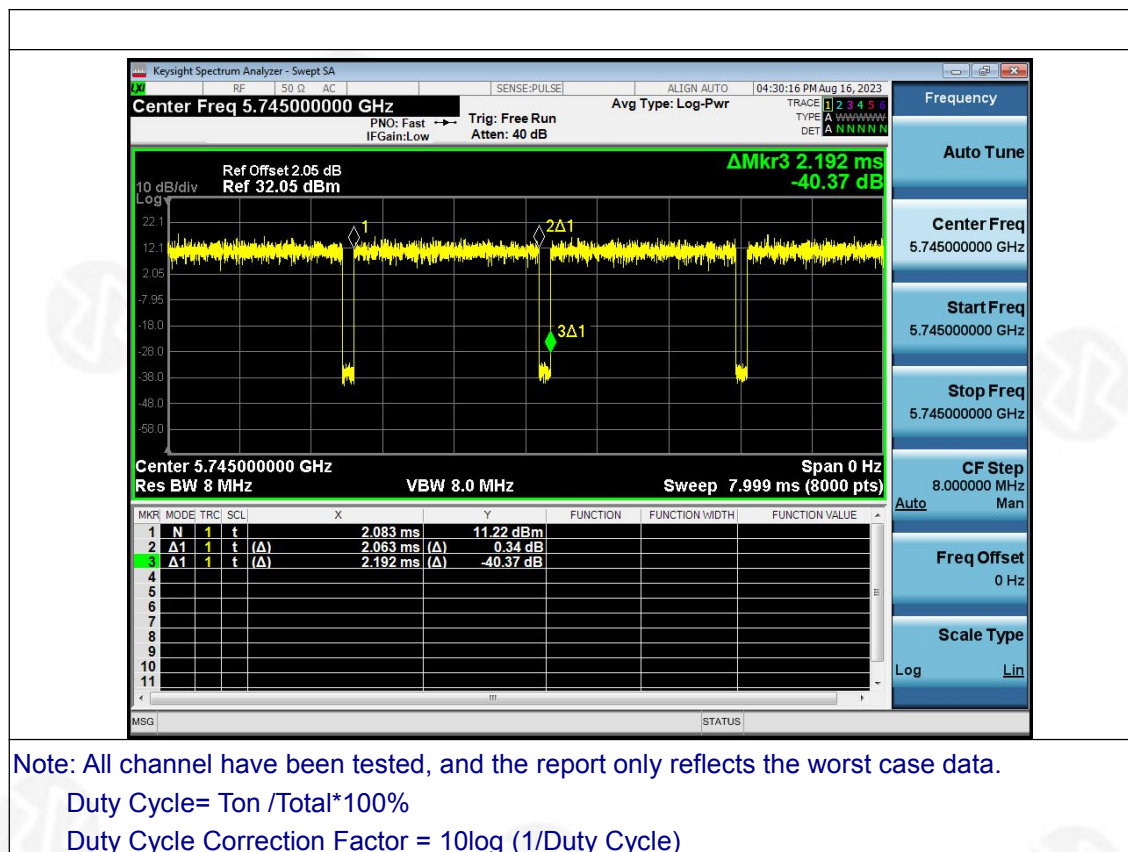 Keysight Spectrum Analyzer - Swept SA
LXI RF 50 Ω AC SENSE:PULSE ALIGN AUTO 04:30:16 PM Aug 16, 2023
Center Freq 5.745000000 GHz
PNO: Fast
IFGain:Low
Trig: Free Run
Atten: 40 dB
Avg Type: Log-Pwr
TRACE 1 2 3 4 5 6
TYPE A WWWWW
DET A N N N N N
Ref Offset 2.05 dB
10 dB/div Ref 32.05 dBm
Log
ΔMkr3 2.192 ms
-40.37 dB
22.1
12.1
2.05
-7.95
-18.0
-28.0
-38.0
-48.0
-58.0
1
2Δ1
3Δ1
Center 5.745000000 GHz Span 0 Hz
Res BW 8 MHz VBW 8.0 MHz Sweep 7.999 ms (8000 pts)
MKR MODE TRC SCL X Y FUNCTION FUNCTION WIDTH FUNCTION VALUE
1 N 1 t 2.083 ms 11.22 dBm
2 Δ1 1 t (Δ) 2.063 ms (Δ) 0.34 dB
3 Δ1 1 t (Δ) 2.192 ms (Δ) -40.37 dB
4
5
6
7
8
9
10
11
MSG STATUS
Frequency
Auto Tune
Center Freq
5.745000000 GHz
Start Freq
5.745000000 GHz
Stop Freq
5.745000000 GHz
CF Step
8.000000 MHz
Auto Man
Freq Offset
0 Hz
Scale Type
Log Lin
Note: All channel have been tested, and the report only reflects the worst case data.
Duty Cycle= Ton /Total*100%
Duty Cycle Correction Factor = 10log (1/Duty Cycle)